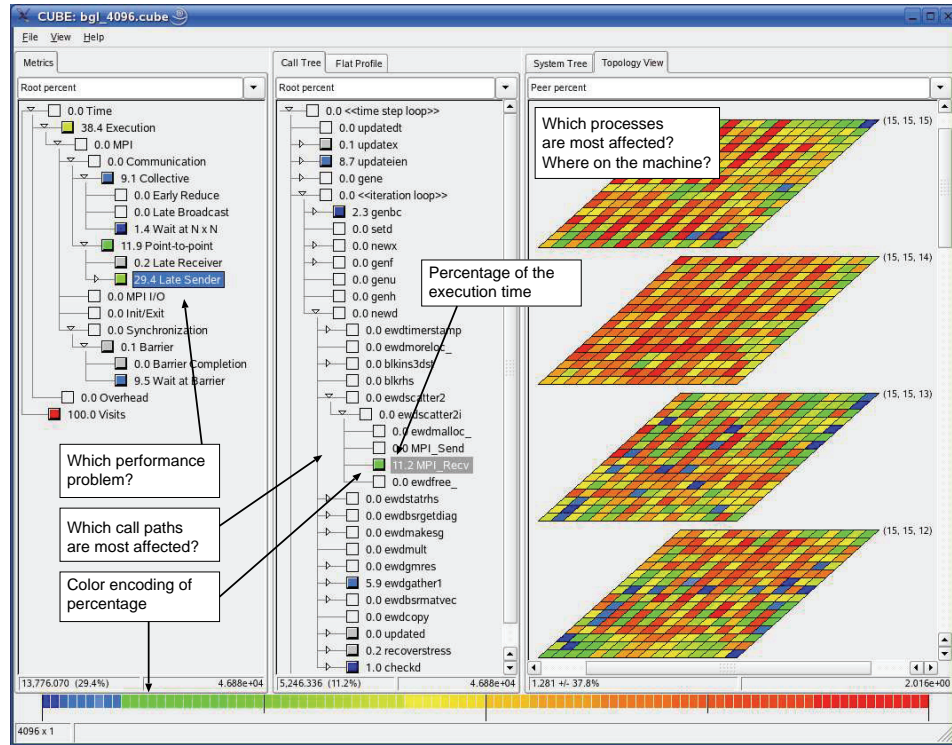 CUBE: bgl_4096.cube
File View Help
Metrics
Root percent
0.0 Time
38.4 Execution
0.0 MPI
0.0 Communication
9.1 Collective
0.0 Early Reduce
0.0 Late Broadcast
1.4 Wait at N x N
11.9 Point-to-point
0.2 Late Receiver
29.4 Late Sender
0.0 MPI I/O
0.0 Init/Exit
0.0 Synchronization
0.1 Barrier
0.0 Barrier Completion
9.5 Wait at Barrier
0.0 Overhead
100.0 Visits
Which performance
problem?
Which call paths
are most affected?
Color encoding of
percentage
13,776.070 (29.4%) 4.688e+04
Call Tree Flat Profile
Root percent
0.0 <<time step loop>>
0.0 updatedt
0.1 updatex
8.7 updateien
0.0 gene
0.0 <<iteration loop>>
2.3 genbc
0.0 setd
0.0 newx
0.0 genf
0.0 genu
0.0 genh
0.0 newd
0.0 ewdtimerstamp
0.0 ewdmoreloc_
0.0 blkins3dst
0.0 blkrhs
0.0 ewdscatter2
0.0 ewdscatter2i
0.0 ewdmalloc_
0.0 MPI_Send
11.2 MPI_Recv
0.0 ewdfree_
0.0 ewdstatrhs
0.0 ewdbsrgetdiag
0.0 ewdmakesg
0.0 ewdmult
0.0 ewdgmres
5.9 ewdgather1
0.0 ewdbsrmatvec
0.0 ewdcopy
0.0 updated
0.2 recoverstress
1.0 checkd
Percentage of the
execution time
5,246.336 (11.2%) 4.688e+04
System Tree Topology View
Peer percent
Which processes
are most affected?
Where on the machine?
(15, 15, 15)
(15, 15, 14)
(15, 15, 13)
(15, 15, 12)
1.281 +/- 37.8% 2.016e+00
4096 x 1